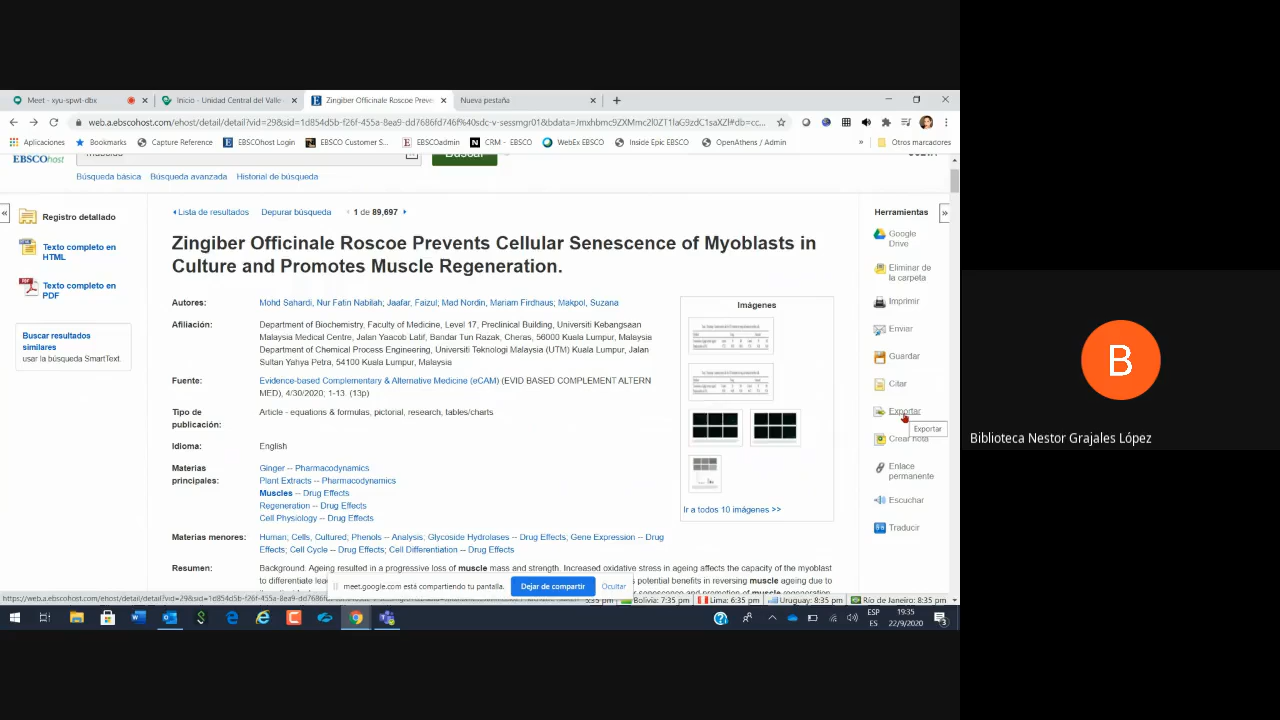 Meet - xyu-spwt-dbx
Inicio - Unidad Central del Valle
Zingiber Officinale Roscoe Preve
Nueva pestaña
web.a.ebscohost.com/ehost/detail/detail?vid=29&sid=1d854d5b-f26f-455a-8ea9-dd7686fd746f%40sdc-v-sessmgr01&bdata=
Aplicaciones
Bookmarks
Capture Reference
EBSCOhost Login
EBSCO Customer S...
EBSCOadmin
CRM - EBSCO
WebEx EBSCO
Inside Epic EBSCO
OpenAthens / Admin
»
Otros marcadores
EBSCOhost
Buscar
Búsqueda básica
Búsqueda avanzada
Historial de búsqueda
«
Registro detallado
Texto completo en
HTML
Texto completo en
PDF
Buscar resultados
similares
usar la búsqueda SmartText.
Lista de resultados
Depurar búsqueda
1 de 89,697
Zingiber Officinale Roscoe Prevents Cellular Senescence of Myoblasts in
Culture and Promotes Muscle Regeneration.
Autores:
Mohd Sahardi, Nur Fatin Nabilah; Jaafar, Faizul; Mad Nordin, Mariam Firdhaus; Makpol, Suzana
Afiliación:
Department of Biochemistry, Faculty of Medicine, Level 17, Preclinical Building, Universiti Kebangsaan
Malaysia Medical Centre, Jalan Yaacob Latif, Bandar Tun Razak, Cheras, 56000 Kuala Lumpur, Malaysia
Department of Chemical Process Engineering, Universiti Teknologi Malaysia (UTM) Kuala Lumpur, Jalan
Sultan Yahya Petra, 54100 Kuala Lumpur, Malaysia
Fuente:
Evidence-based Complementary & Alternative Medicine (eCAM) (EVID BASED COMPLEMENT ALTERN
MED), 4/30/2020; 1-13. (13p)
Tipo de
publicación:
Article - equations & formulas, pictorial, research, tables/charts
Idioma:
English
Materias
principales:
Ginger -- Pharmacodynamics
Plant Extracts -- Pharmacodynamics
Muscles -- Drug Effects
Regeneration -- Drug Effects
Cell Physiology -- Drug Effects
Materias menores:
Human; Cells, Cultured; Phenols -- Analysis; Glycoside Hydrolases -- Drug Effects; Gene Expression -- Drug
Effects; Cell Cycle -- Drug Effects; Cell Differentiation -- Drug Effects
Resumen:
Background: Ageing resulted in a progressive loss of muscle mass and strength. Increased oxidative stress in ageing affects the capacity of the myoblast
to differentiate
potential benefits in reversing muscle ageing due to
Imágenes
Ir a todos 10 imágenes >>
Herramientas
»
Google
Drive
Eliminar de
la carpeta
Imprimir
Enviar
Guardar
Citar
Exportar
Exportar
Crear nota
Enlace
permanente
Escuchar
Traducir
meet.google.com está compartiendo tu pantalla.
Dejar de compartir
Ocultar
Bolivia: 7:35 pm
Lima: 6:35 pm
Uruguay: 8:35 pm
Río de Janeiro: 8:35 pm
ESP
ES
19:35
22/9/2020
3
B
Biblioteca Nestor Grajales López